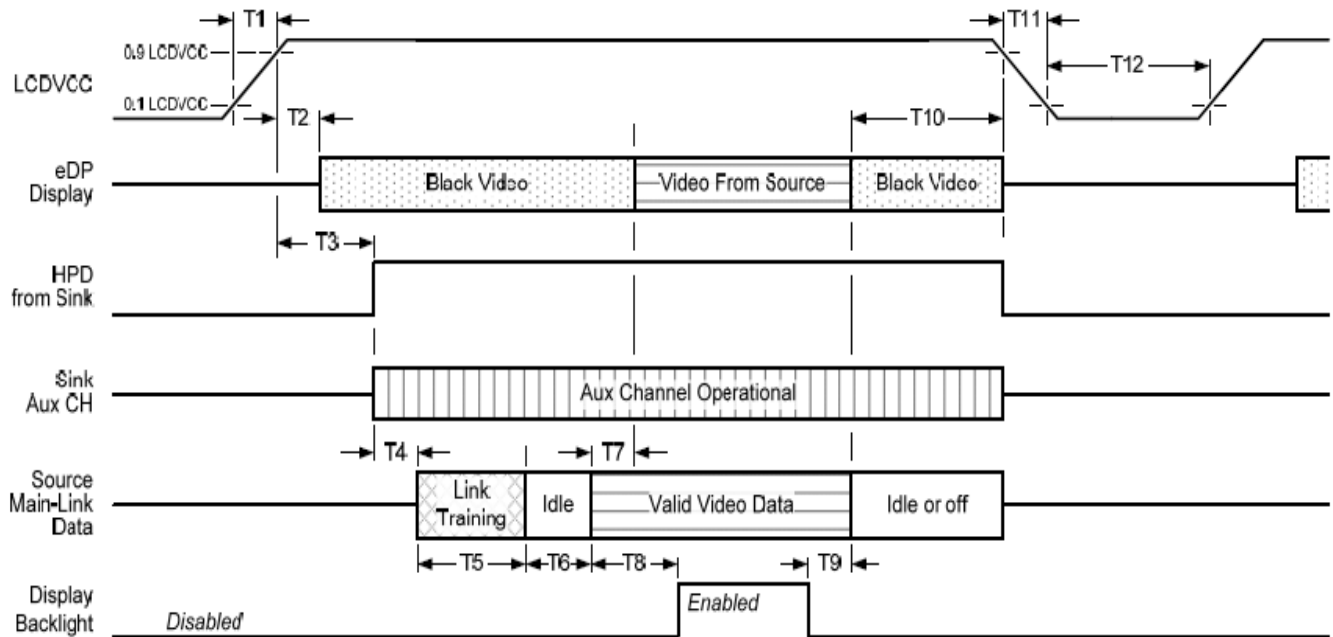 T1
T11
0.9 LCDVCC
LCDVCC
T12
0.1 LCDVCC
T2
T10
eDP
Display
Black Video
Video From Source
Black Video
T3
HPD
from Sink
Sink
Aux CH
Aux Channel Operational
T4
T7
Source
Main-Link
Data
Link
Training
Idle
Valid Video Data
Idle or off
T5
T6
T8
T9
Display
Backlight
Disabled
Enabled